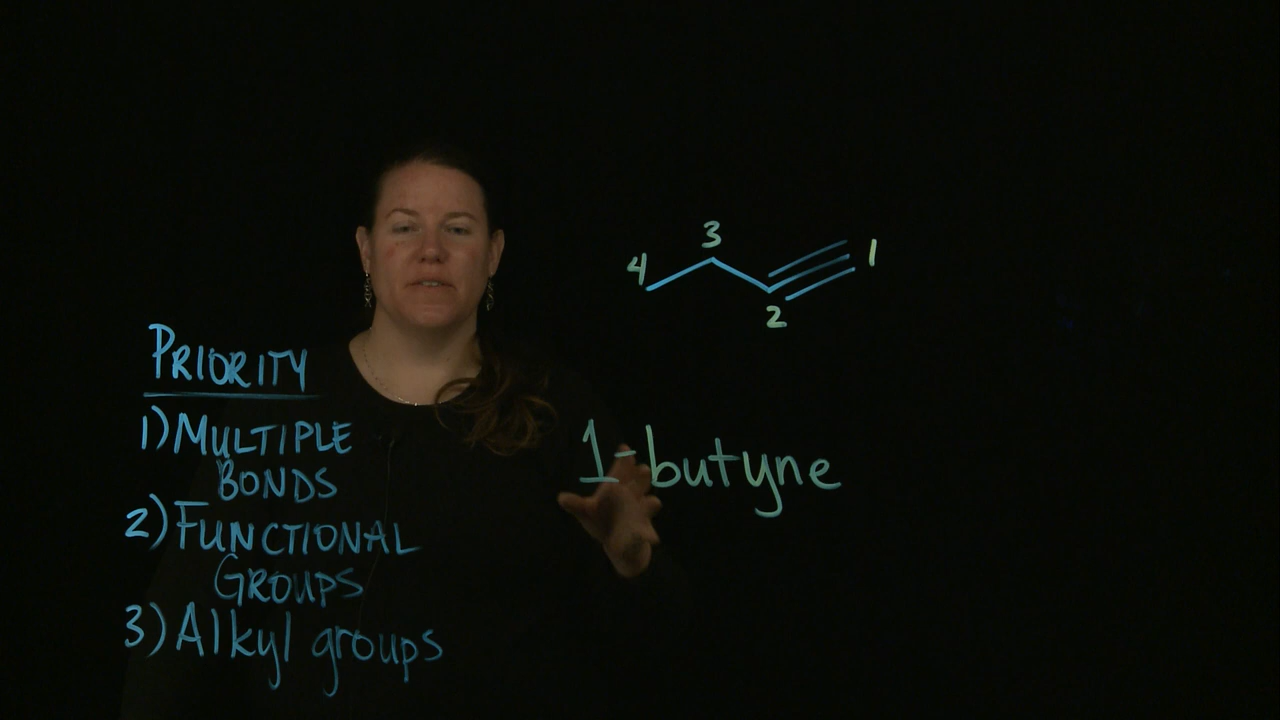 3
4
1
2
PRIORITY
1) MULTIPLE
BONDS
2) FUNCTIONAL
GROUPS
3) Alkyl groups
1-butyne